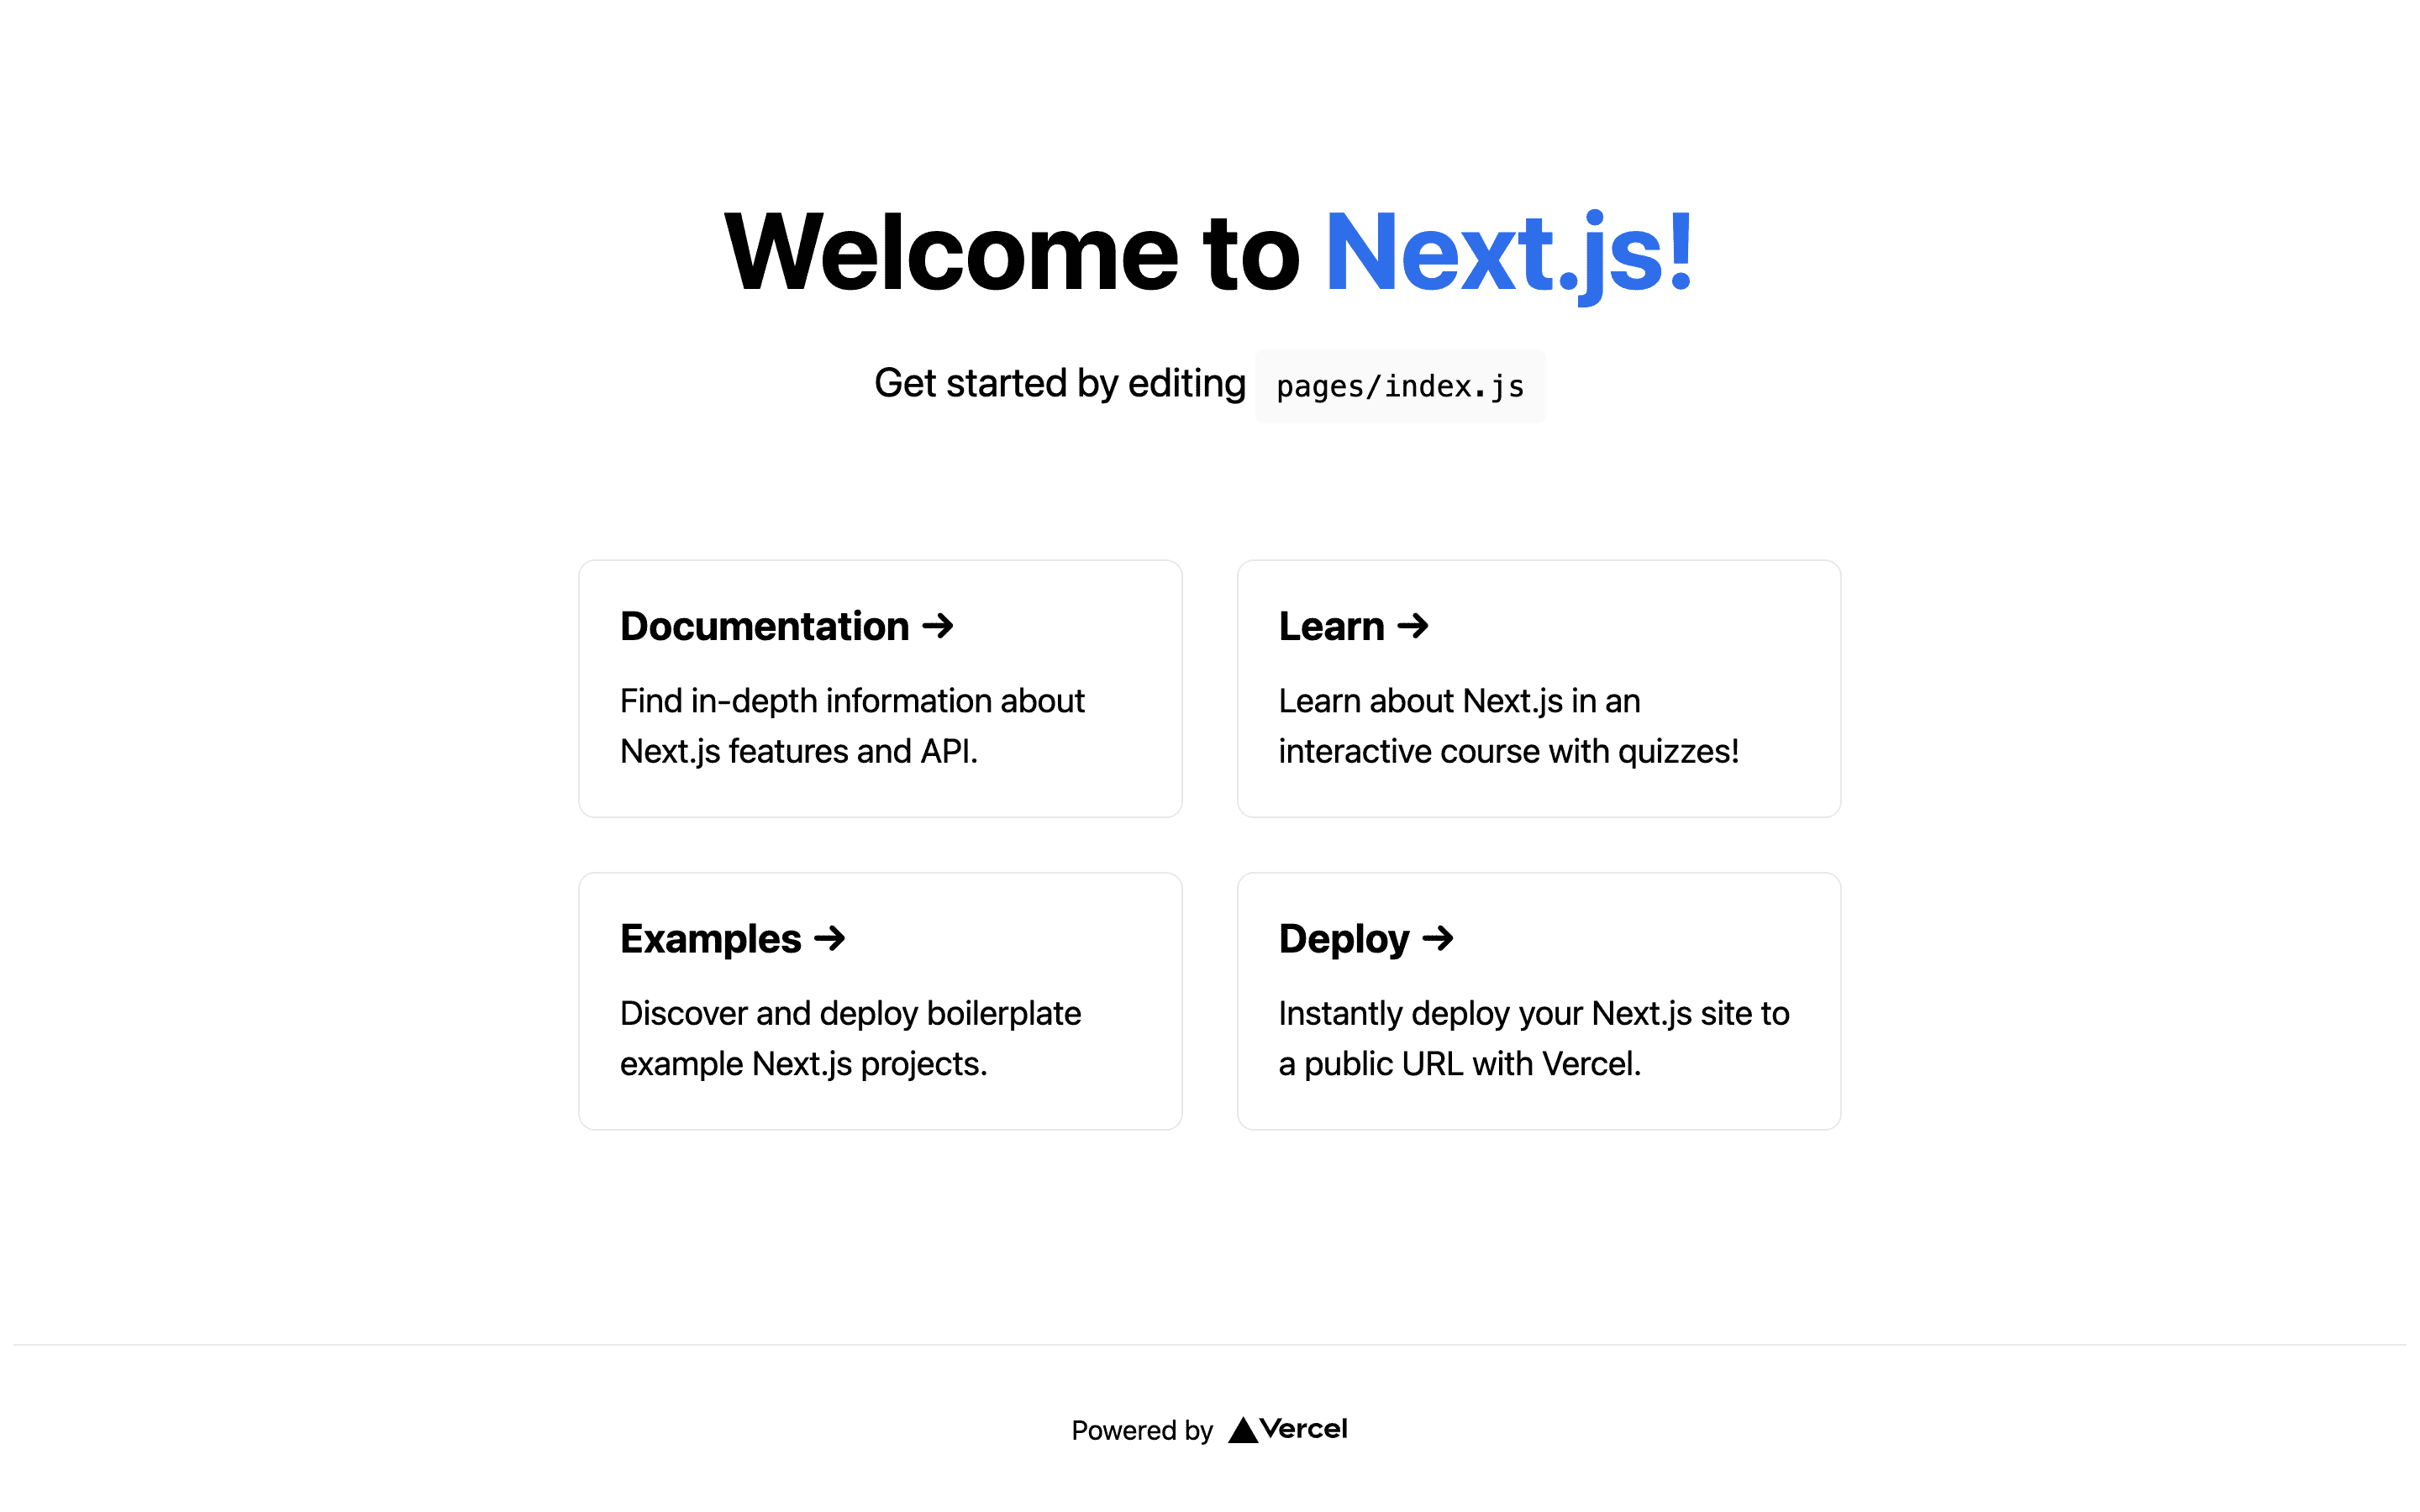 Welcome to Next.js!
Get started by editing pages/index.js
Documentation →
Find in-depth information about
Next.js features and API.
Learn →
Learn about Next.js in an
interactive course with quizzes!
Examples →
Discover and deploy boilerplate
example Next.js projects.
Deploy →
Instantly deploy your Next.js site to
a public URL with Vercel.
Powered by Vercel